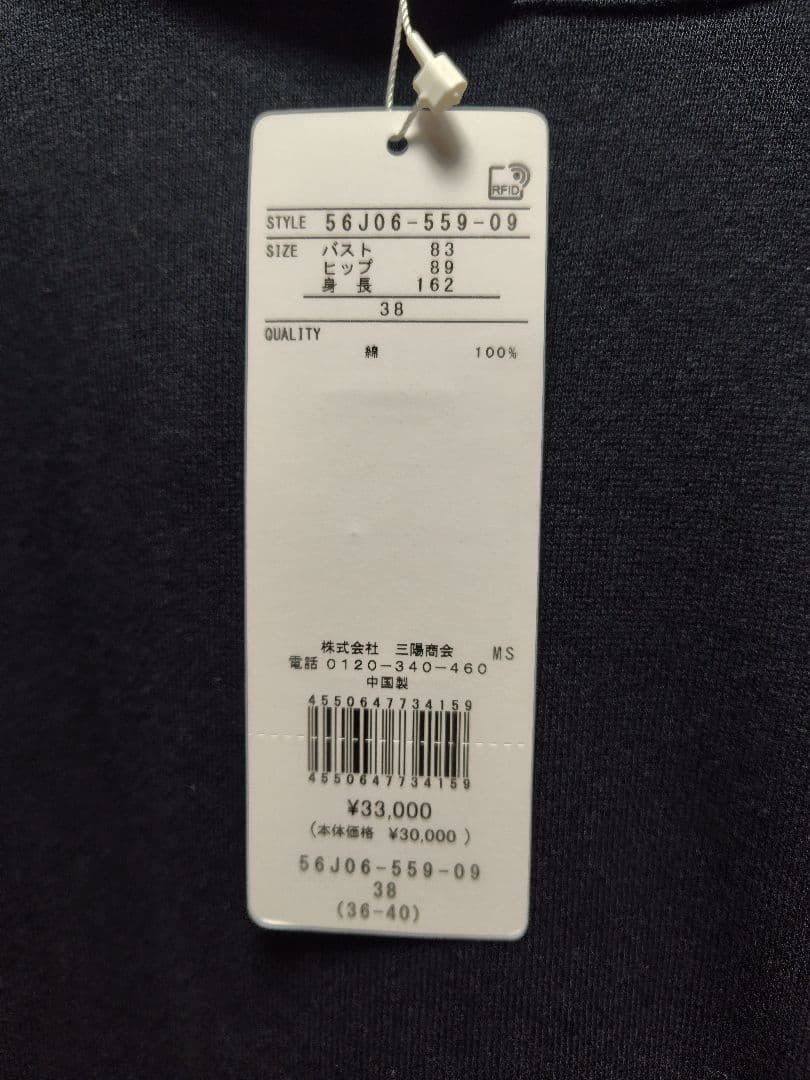 RFID
STYLE 56J06-559-09
SIZE バスト 83
ヒップ 89
身長 162
38
QUALITY
綿 100%
株式会社 三陽商会 MS
電話 0120-340-460
中国製
4550647734159
4550647734159
¥33,000
(本体価格 ¥30,000)
56J06-559-09
38
(36-40)